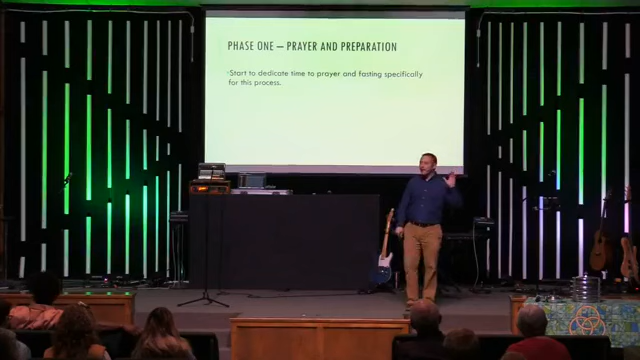 PHASE ONE – PRAYER AND PREPARATION
•Start to dedicate time to prayer and fasting specifically
for this process.